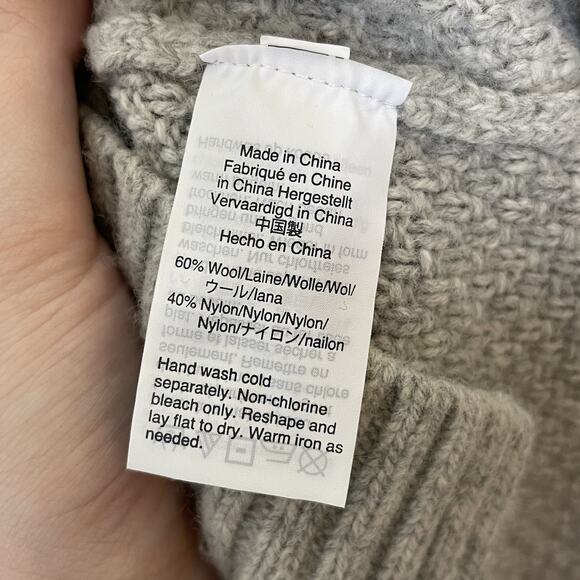 Made in China
Fabriqué en Chine
in China Hergestellt
Vervaardigd in China
中国製
Hecho en China
60% Wool/Laine/Wolle/Wol/
ウール/lana
40% Nylon/Nylon/Nylon/
Nylon/ナイロン/nailon
Hand wash cold
separately. Non-chlorine
bleach only. Reshape and
lay flat to dry. Warm iron as
needed.